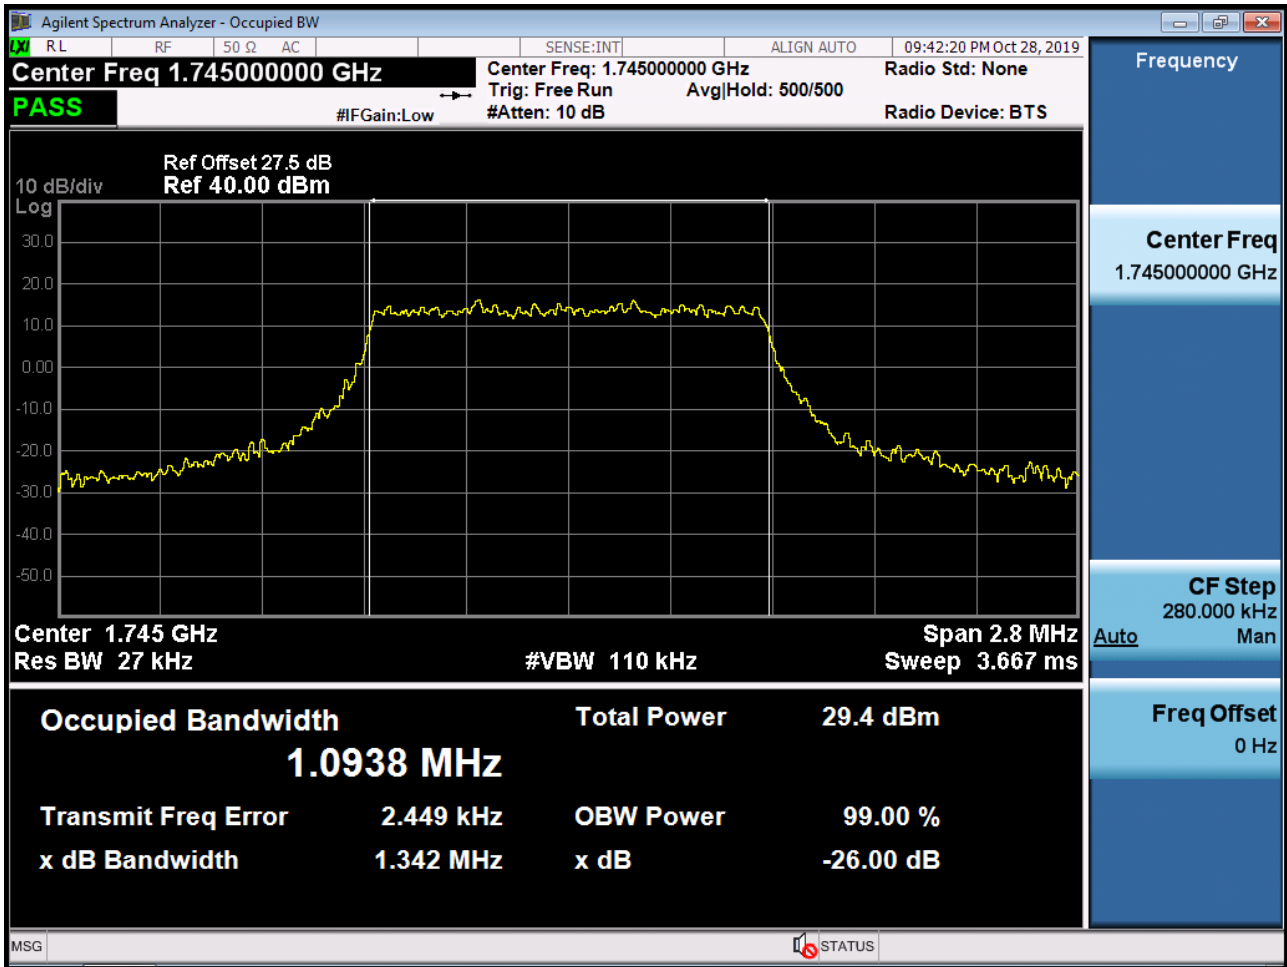 Agilent Spectrum Analyzer - Occupied BW
LXI RL RF 50 Ω AC SENSE:INT ALIGN AUTO 09:42:20 PM Oct 28, 2019
Center Freq 1.745000000 GHz
PASS
#IFGain:Low
Center Freq: 1.745000000 GHz
Trig: Free Run Avg|Hold: 500/500
#Atten: 10 dB
Radio Std: None
Radio Device: BTS
Ref Offset 27.5 dB
10 dB/div Ref 40.00 dBm
Log
30.0
20.0
10.0
0.00
-10.0
-20.0
-30.0
-40.0
-50.0
Center 1.745 GHz Span 2.8 MHz
Res BW 27 kHz #VBW 110 kHz Sweep 3.667 ms
Occupied Bandwidth Total Power 29.4 dBm
1.0938 MHz
Transmit Freq Error 2.449 kHz OBW Power 99.00 %
x dB Bandwidth 1.342 MHz x dB -26.00 dB
Frequency
Center Freq
1.745000000 GHz
CF Step
280.000 kHz
Auto Man
Freq Offset
0 Hz
MSG STATUS